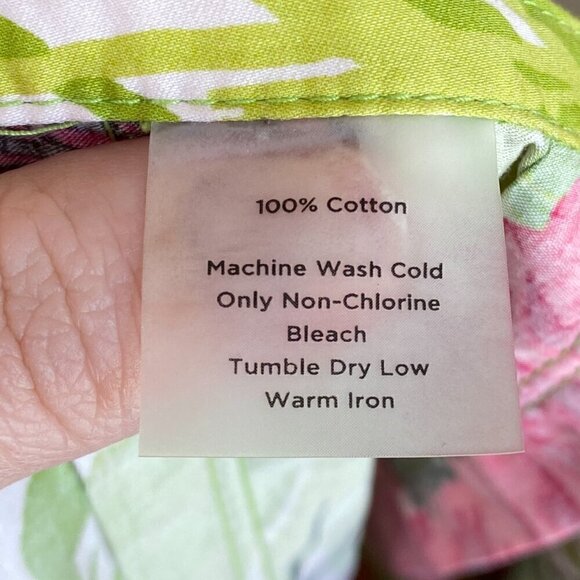 100% Cotton
Machine Wash Cold
Only Non-Chlorine
Bleach
Tumble Dry Low
Warm Iron